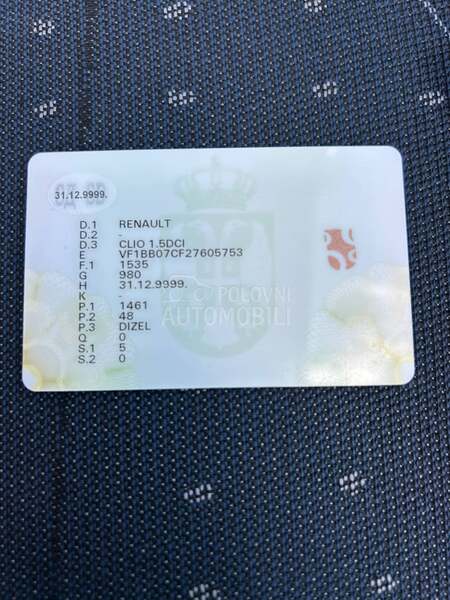 31.12.9999.
D.1 RENAULT
D.2 -
D.3 CLIO 1.5DCI
E VF1BB07CF27605753
F.1 1535
G 980
H 31.12.9999.
K -
P.1 1461
P.2 48
P.3 DIZEL
Q 0
S.1 5
S.2 0
POLOVNI
AUTOMOBILI